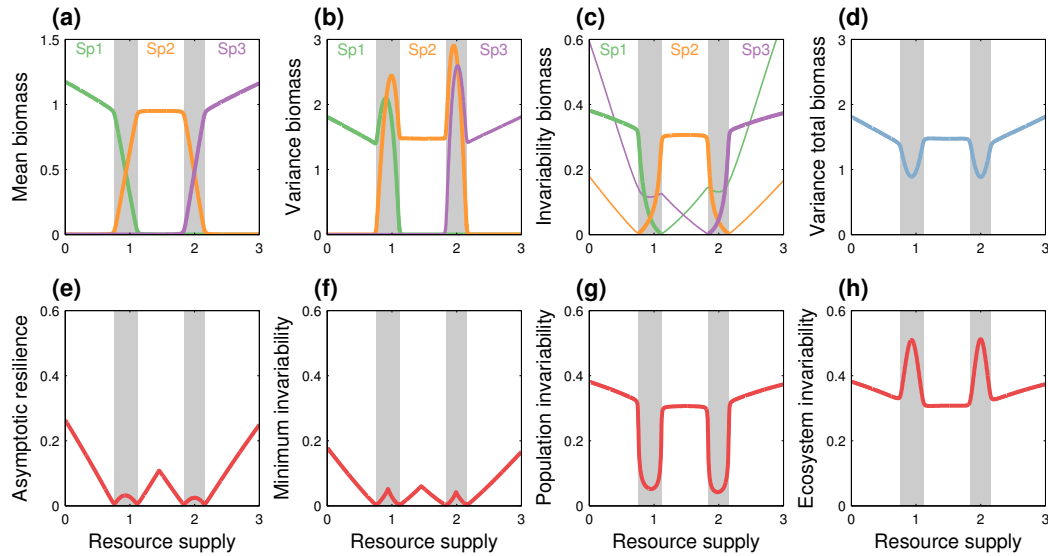 (a)
Mean biomass
1.5
1
0.5
0
Sp1 Sp2 Sp3
0 1 2 3
(b)
Variance biomass
3
2
1
0
Sp1 Sp2 Sp3
0 1 2 3
(c)
Invariability biomass
0.6
0.4
0.2
0
Sp1 Sp2 Sp3
0 1 2 3
(d)
Variance total biomass
3
2
1
0
0 1 2 3
(e)
Asymptotic resilience
0.6
0.4
0.2
0
0 1 2 3
Resource supply
(f)
Minimum invariability
0.6
0.4
0.2
0
0 1 2 3
Resource supply
(g)
Population invariability
0.6
0.4
0.2
0
0 1 2 3
Resource supply
(h)
Ecosystem invariability
0.6
0.4
0.2
0
0 1 2 3
Resource supply